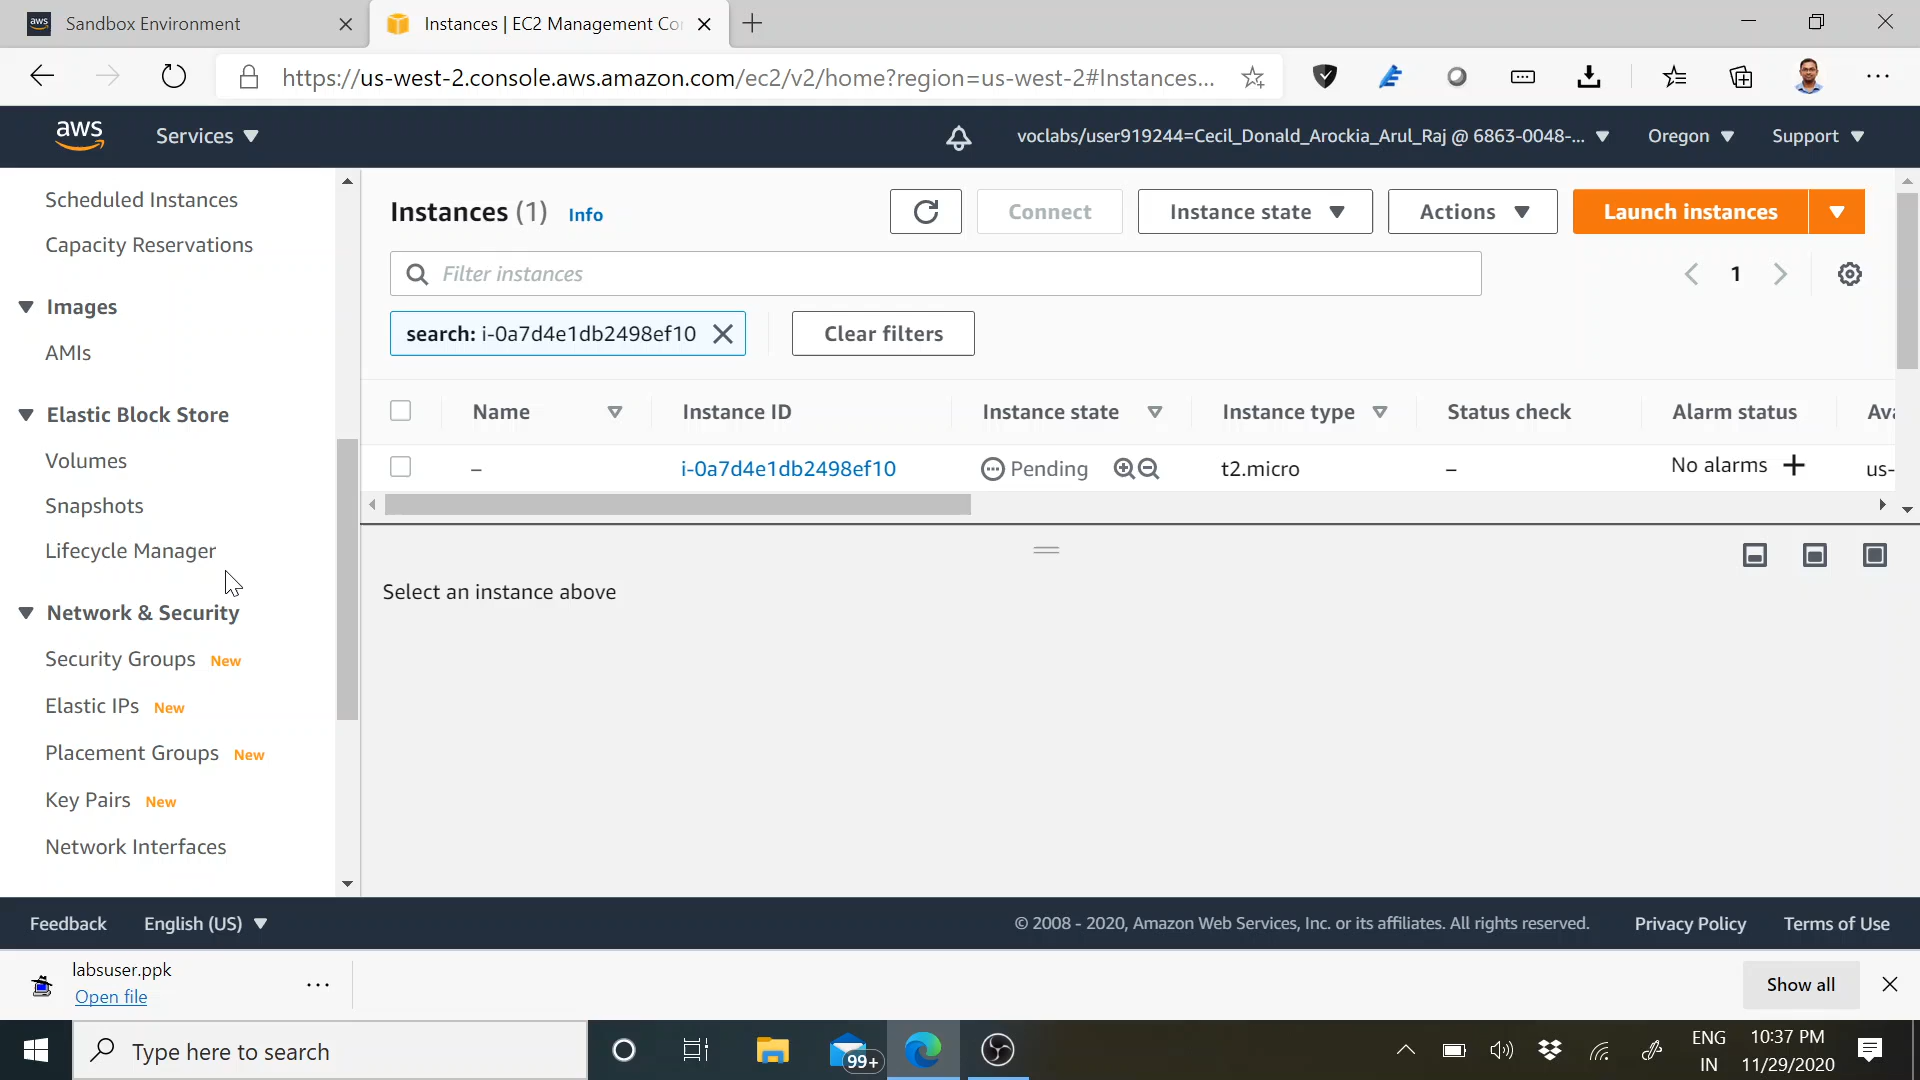 aws Sandbox Environment
Instances | EC2 Management Co
https://us-west-2.console.aws.amazon.com/ec2/v2/home?region=us-west-2#Instances...
aws
Services
voclabs/user919244=Cecil_Donald_Arockia_Arul_Raj @ 6863-0048-...
Oregon
Support
Scheduled Instances
Capacity Reservations
Images
AMIs
Elastic Block Store
Volumes
Snapshots
Lifecycle Manager
Network & Security
Security Groups New
Elastic IPs New
Placement Groups New
Key Pairs New
Network Interfaces
Instances (1) Info
Connect
Instance state
Actions
Launch instances
Filter instances
1
search: i-0a7d4e1db2498ef10
Clear filters
Name Instance ID Instance state Instance type Status check Alarm status Ava
– i-0a7d4e1db2498ef10 Pending t2.micro – No alarms + us-
Select an instance above
Feedback
English (US)
© 2008 - 2020, Amazon Web Services, Inc. or its affiliates. All rights reserved.
Privacy Policy
Terms of Use
labsuser.ppk
Open file
Show all
Type here to search
99+
ENG
IN
10:37 PM
11/29/2020